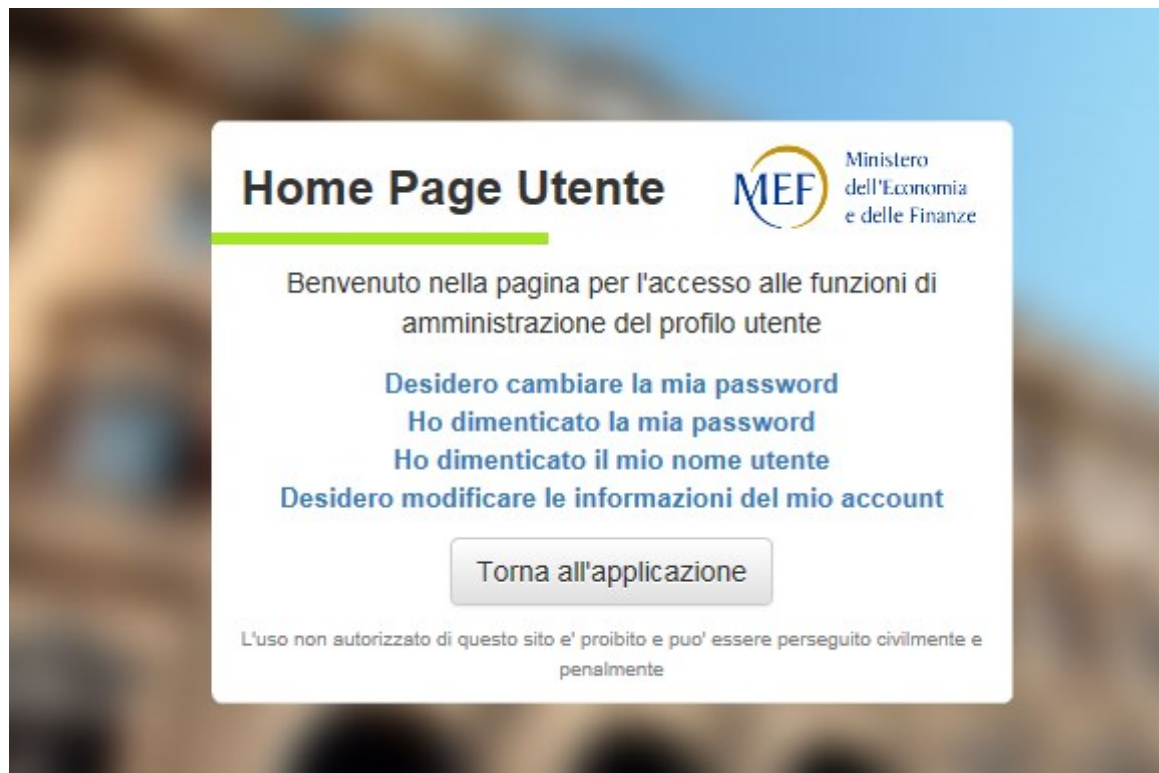 Home Page Utente
MEF
Ministero
dell'Economia
e delle Finanze
Benvenuto nella pagina per l'accesso alle funzioni di
amministrazione del profilo utente
Desidero cambiare la mia password
Ho dimenticato la mia password
Ho dimenticato il mio nome utente
Desidero modificare le informazioni del mio account
Torna all'applicazione
L'uso non autorizzato di questo sito e' proibito e puo' essere perseguito civilmente e
penalmente